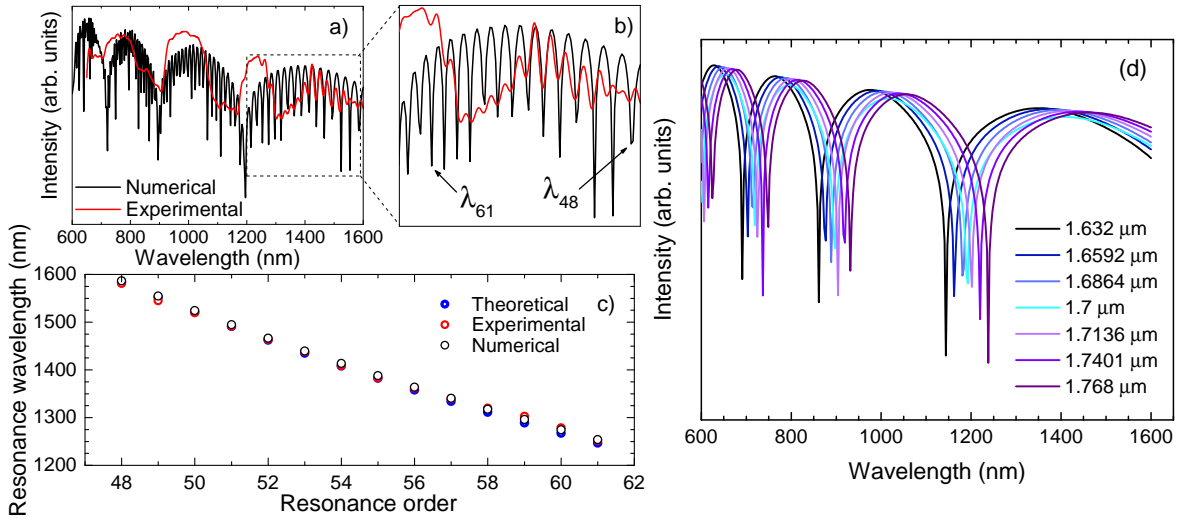 Intensity (arb. units)
a)
Numerical
Experimental
600 800 1000 1200 1400 1600
Wavelength (nm)
b)
λ61
λ48
Resonance wavelength (nm)
1600
1500
1400
1300
1200
c)
Theoretical
Experimental
Numerical
48 50 52 54 56 58 60 62
Resonance order
Intensity (arb. units)
(d)
1.632 μm
1.6592 μm
1.6864 μm
1.7 μm
1.7136 μm
1.7401 μm
1.768 μm
600 800 1000 1200 1400 1600
Wavelength (nm)